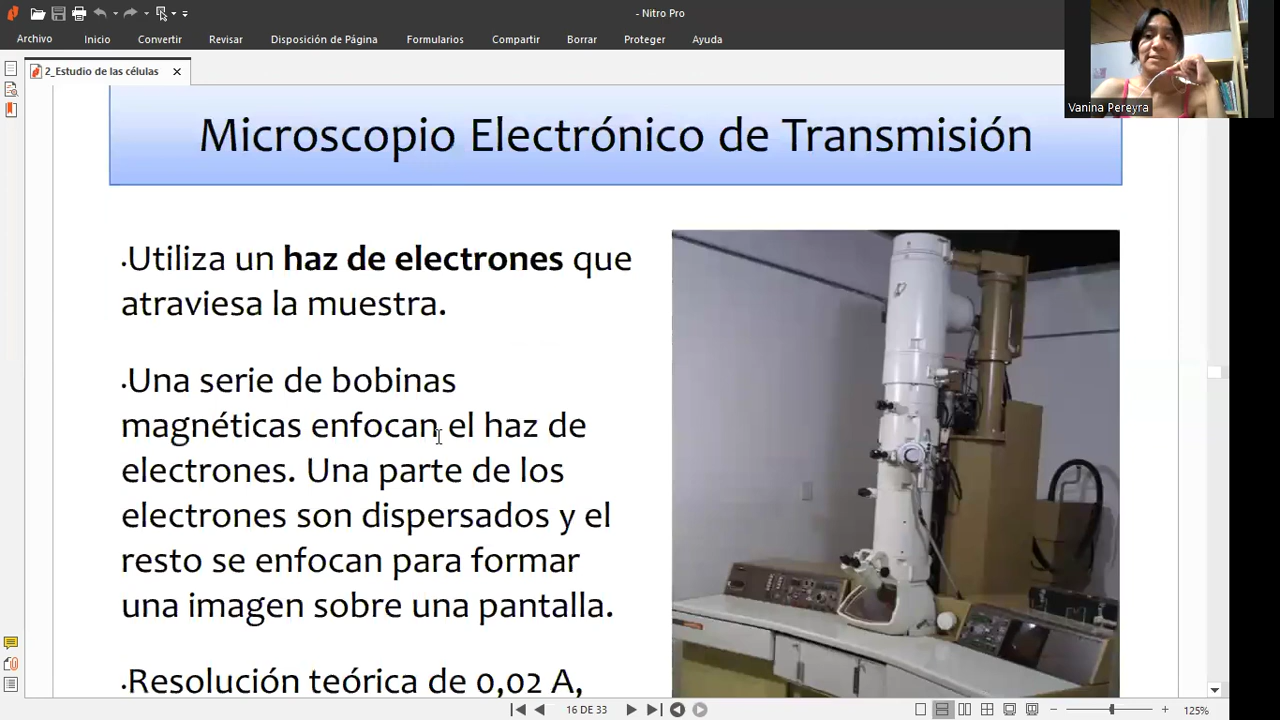 - Nitro Pro
Archivo Inicio Convertir Revisar Disposición de Página Formularios Compartir Borrar Proteger Ayuda
2_Estudio de las células
Vanina Pereyra
Microscopio Electrónico de Transmisión
·Utiliza un haz de electrones que
atraviesa la muestra.
·Una serie de bobinas
magnéticas enfocan el haz de
electrones. Una parte de los
electrones son dispersados y el
resto se enfocan para formar
una imagen sobre una pantalla.
·Resolución teórica de 0,02 A,
16 DE 33
125%